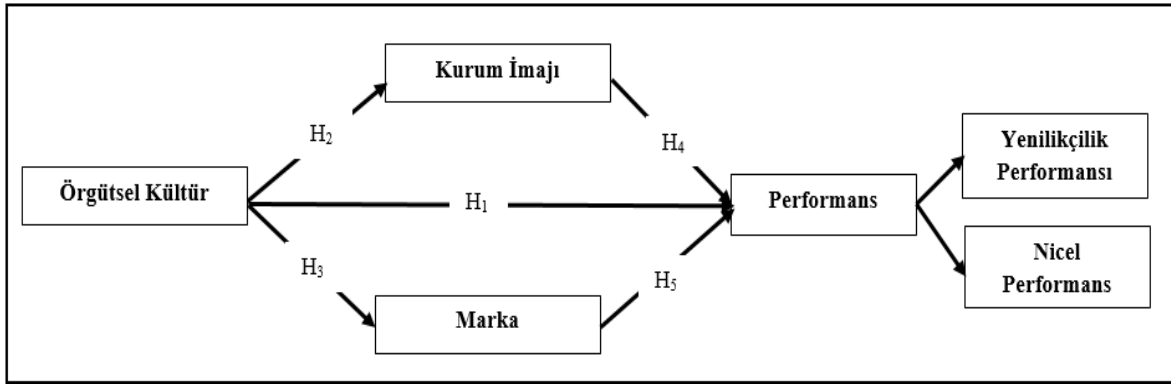 Kurum İmajı
H₂
H₄
Yenilikçilik
Performansı
Örgütsel Kültür
H₁
Performans
H₃
H₅
Nicel
Performans
Marka